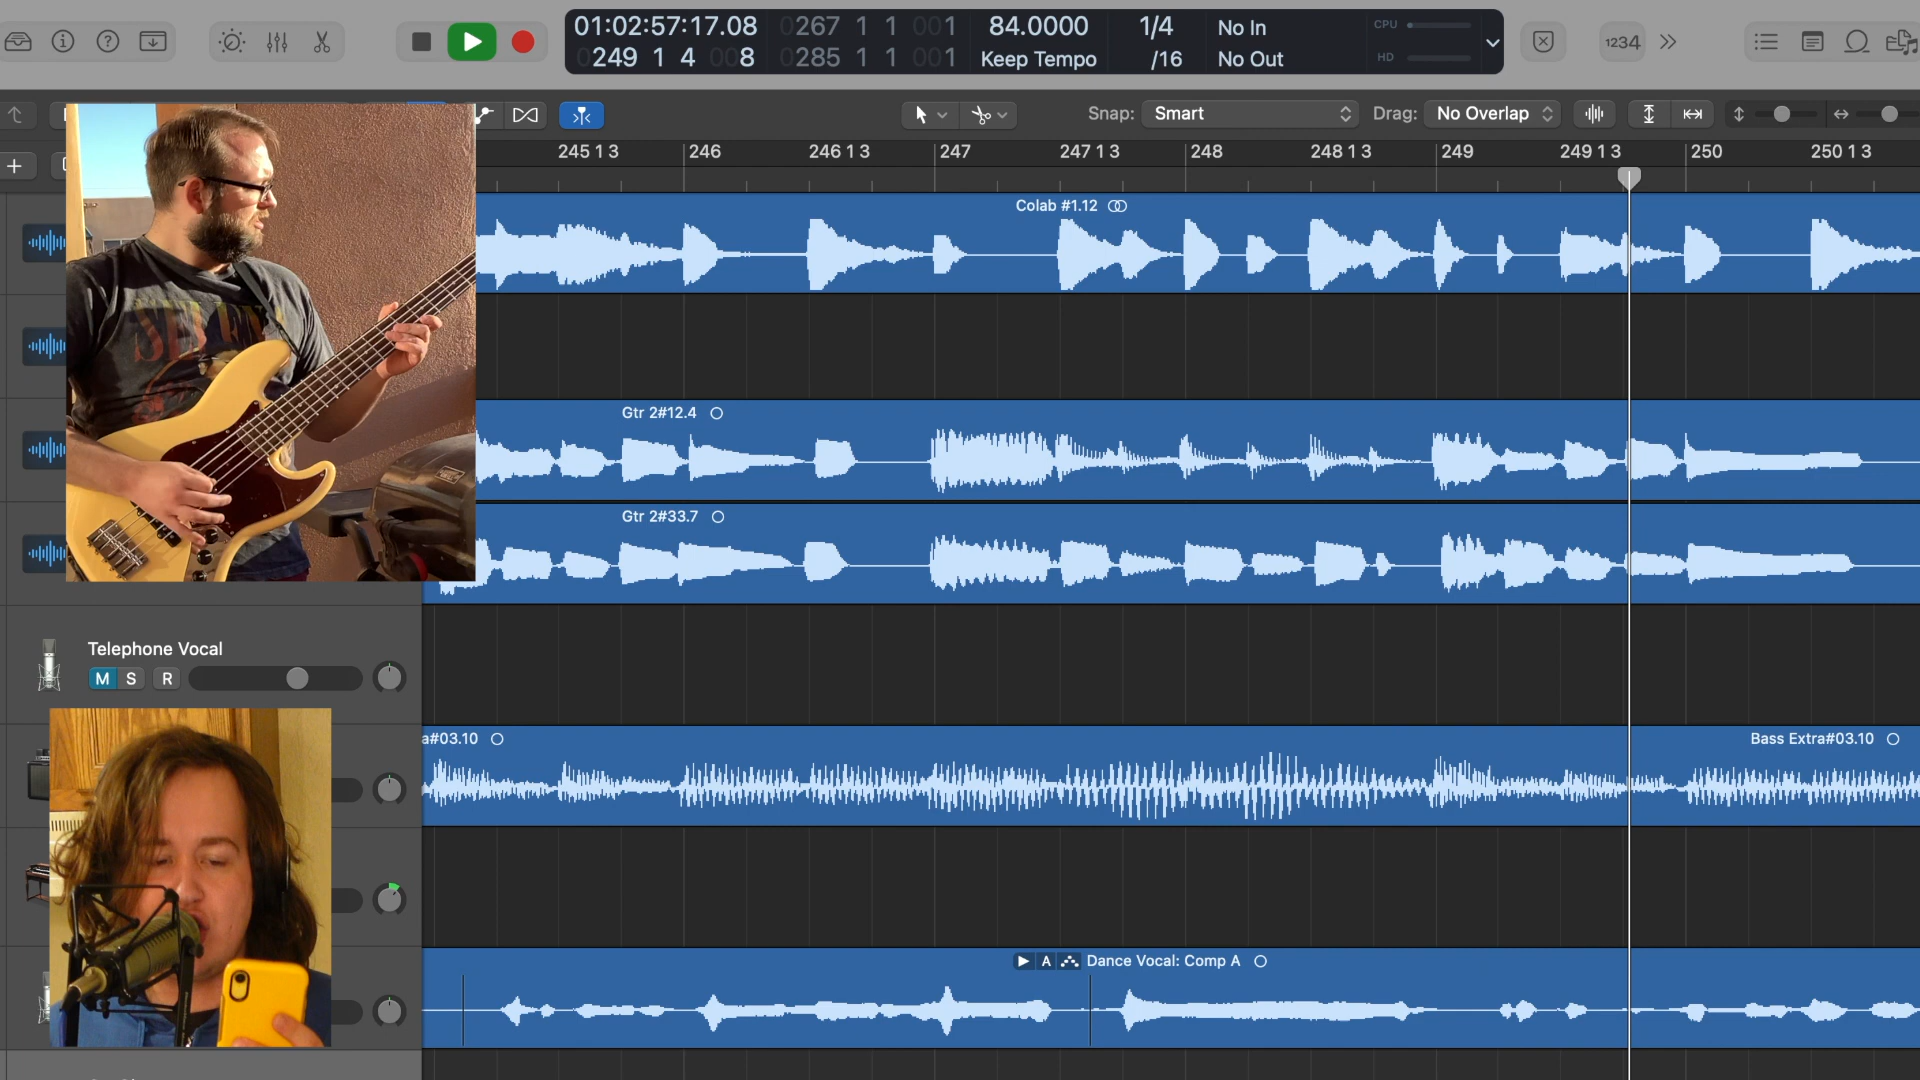 01:02:57:17.08
0249 1 4 008
0267 1 1 001
0285 1 1 001
84.0000
Keep Tempo
1/4
/16
No In
No Out
CPU
HD
1234
Snap: Smart
Drag: No Overlap
245 1 3
246
246 1 3
247
247 1 3
248
248 1 3
249
249 1 3
250
250 1 3
Colab #1.12
Gtr 2#12.4
Gtr 2#33.7
Telephone Vocal
M S R
a#03.10
Bass Extra#03.10
A Dance Vocal: Comp A